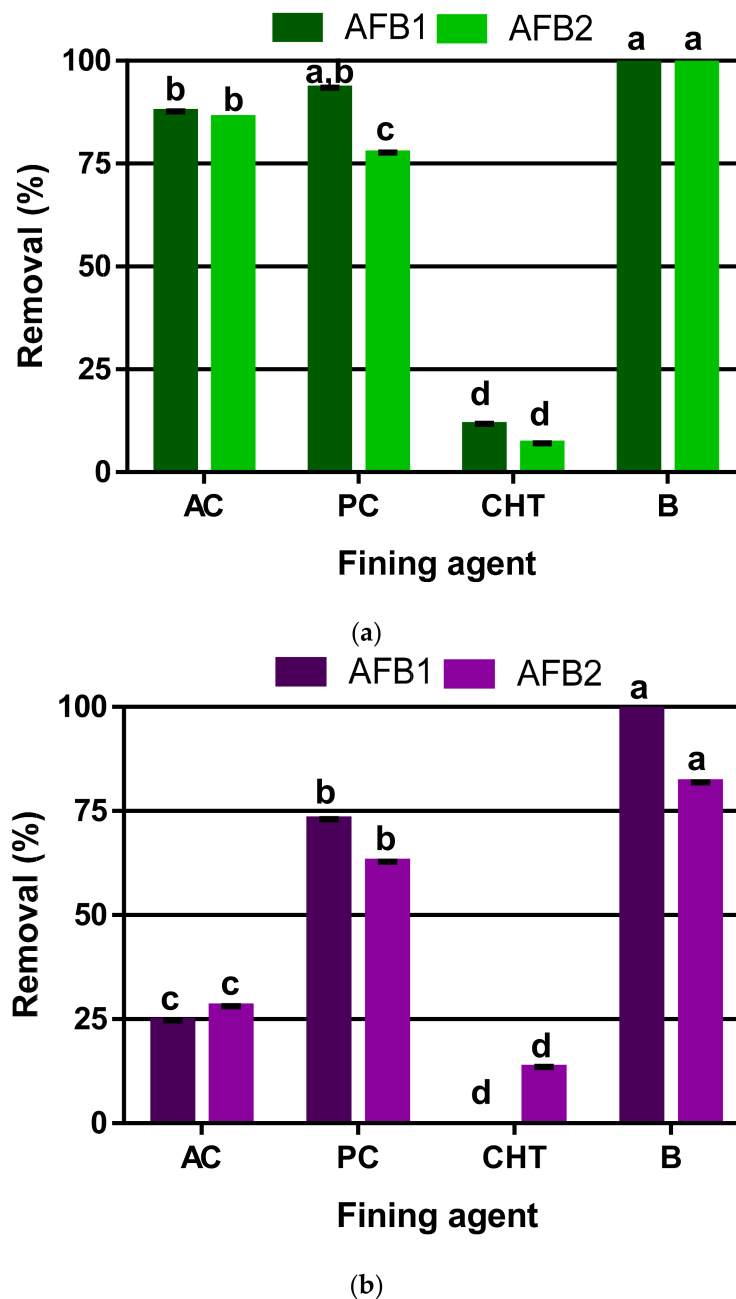 AFB1 AFB2
100
75
50
25
0
Removal (%)
b b a,b c d d a a
AC PC CHT B
Fining agent
(a)
AFB1 AFB2
100
75
50
25
0
Removal (%)
c c b b d d a a
AC PC CHT B
Fining agent
(b)